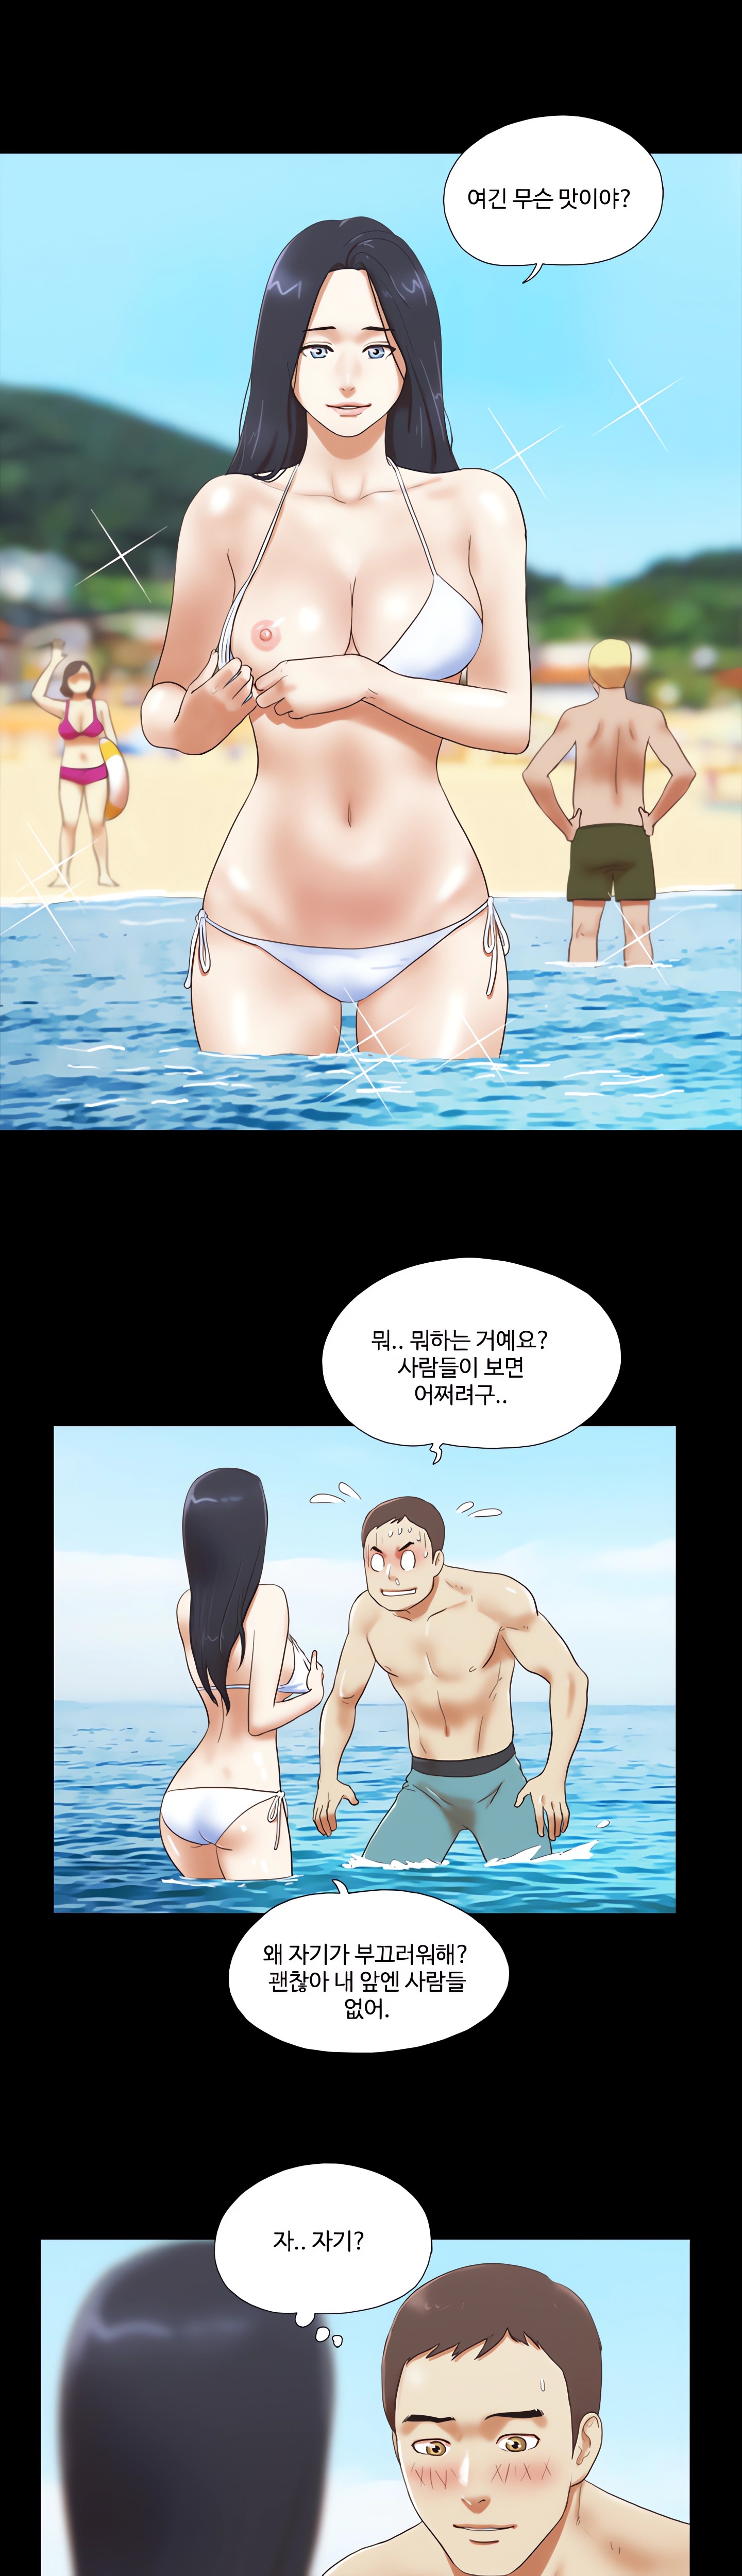 여긴 무슨 맛이야?
뭐.. 뭐하는 거예요?
사람들이 보면
어쩌려구..
왜 자기가 부끄러워해?
괜찮아 내 앞엔 사람들
없어.
자.. 자기?